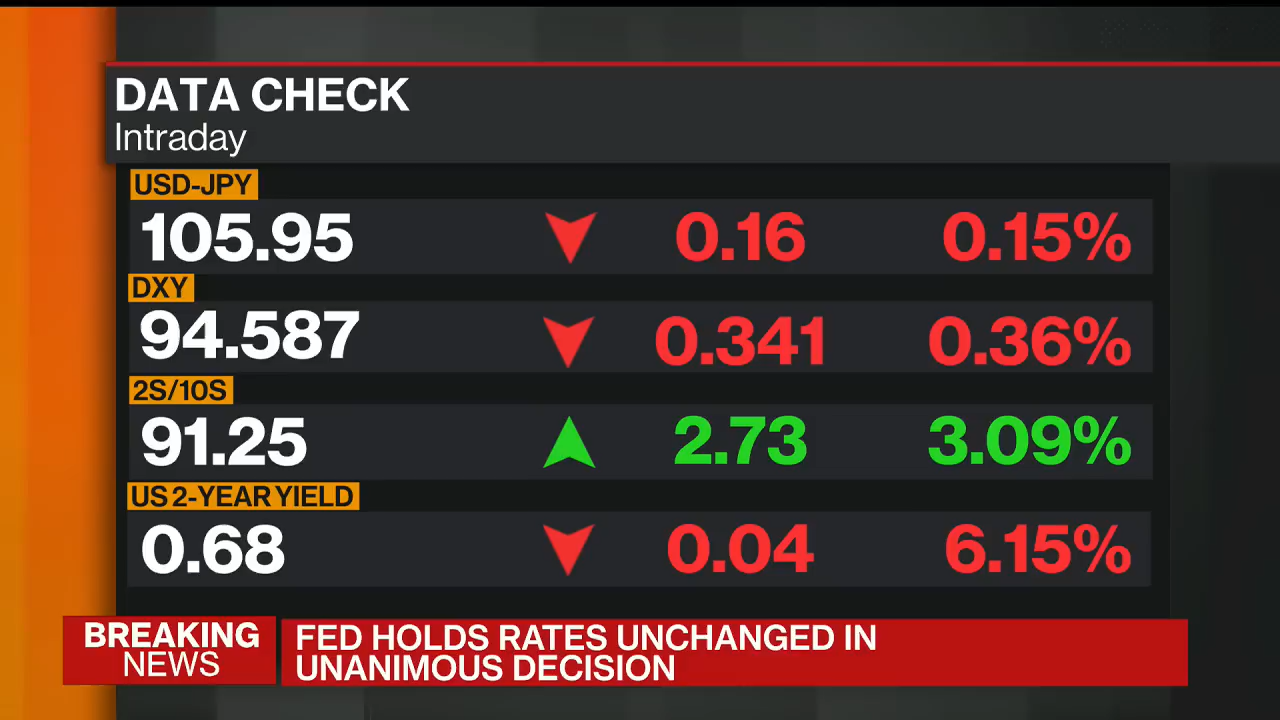 DATA CHECK
Intraday
USD-JPY
105.95 0.16 0.15%
DXY
94.587 0.341 0.36%
2S/10S
91.25 2.73 3.09%
US 2-YEAR YIELD
0.68 0.04 6.15%
BREAKING
NEWS
FED HOLDS RATES UNCHANGED IN
UNANIMOUS DECISION